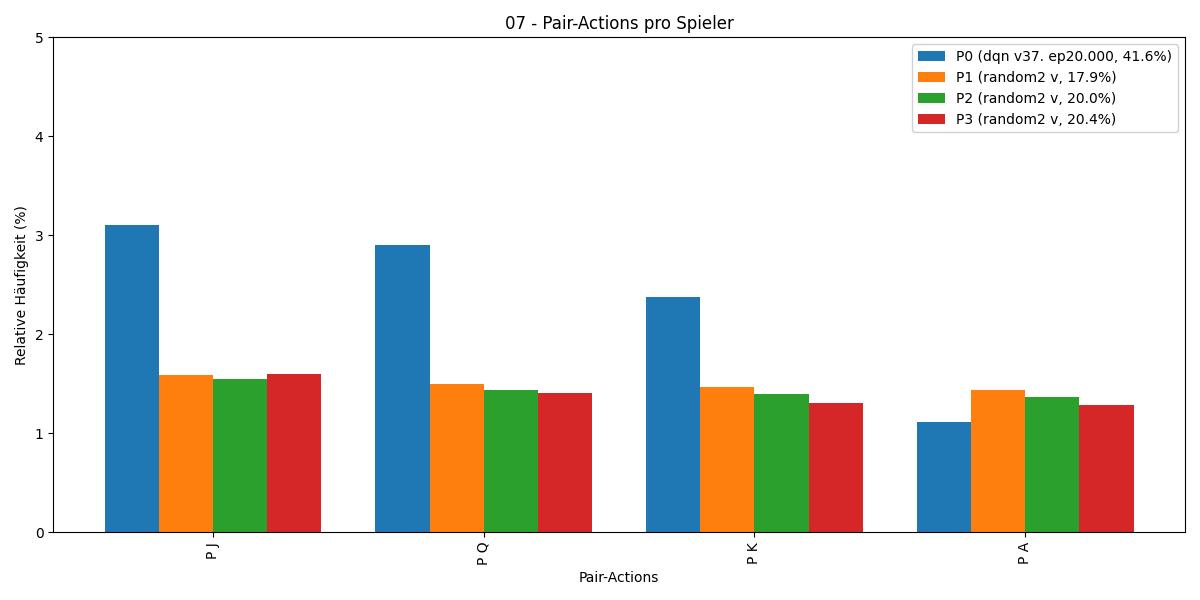 07 - Pair-Actions pro Spieler
P0 (dqn v37. ep20.000, 41.6%)
P1 (random2 v, 17.9%)
P2 (random2 v, 20.0%)
P3 (random2 v, 20.4%)
Relative Häufigkeit (%)
5
4
3
2
1
0
P J
P Q
P K
P A
Pair-Actions